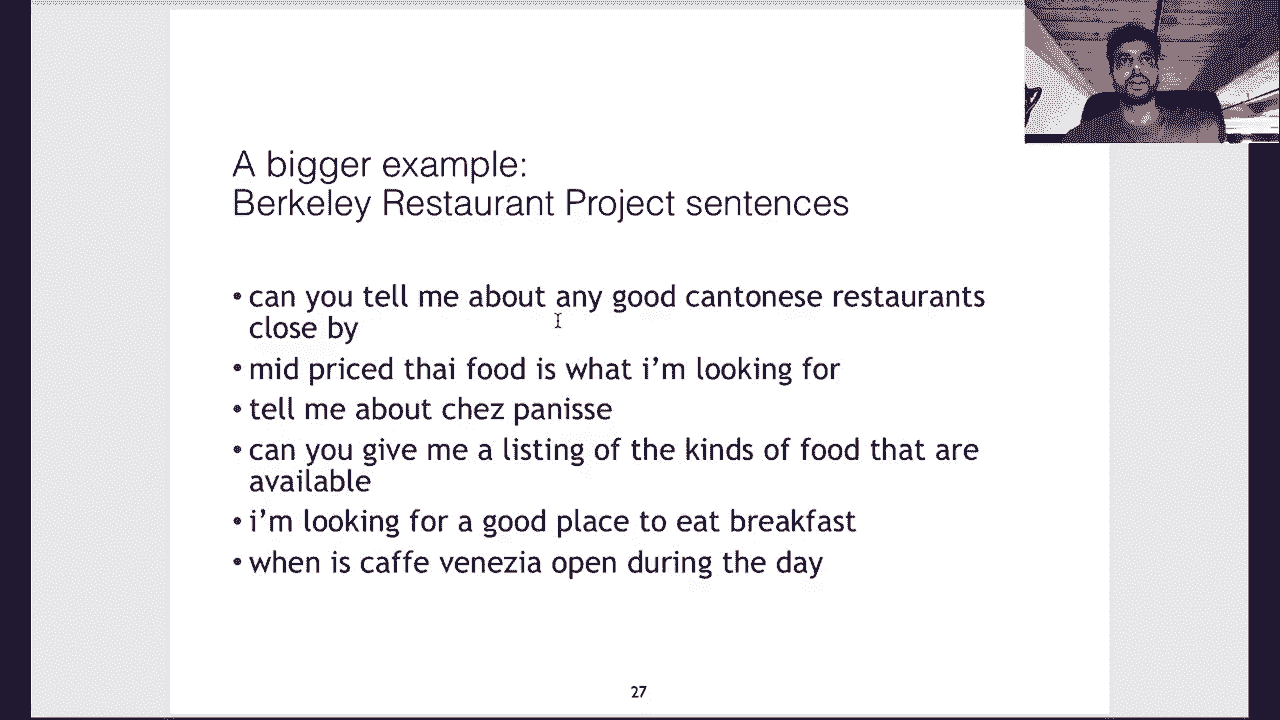 A bigger example:
Berkeley Restaurant Project sentences
• can you tell me about any good cantonese restaurants
close by
• mid priced thai food is what i’m looking for
• tell me about chez panisse
• can you give me a listing of the kinds of food that are
available
• i’m looking for a good place to eat breakfast
• when is caffe venezia open during the day
27